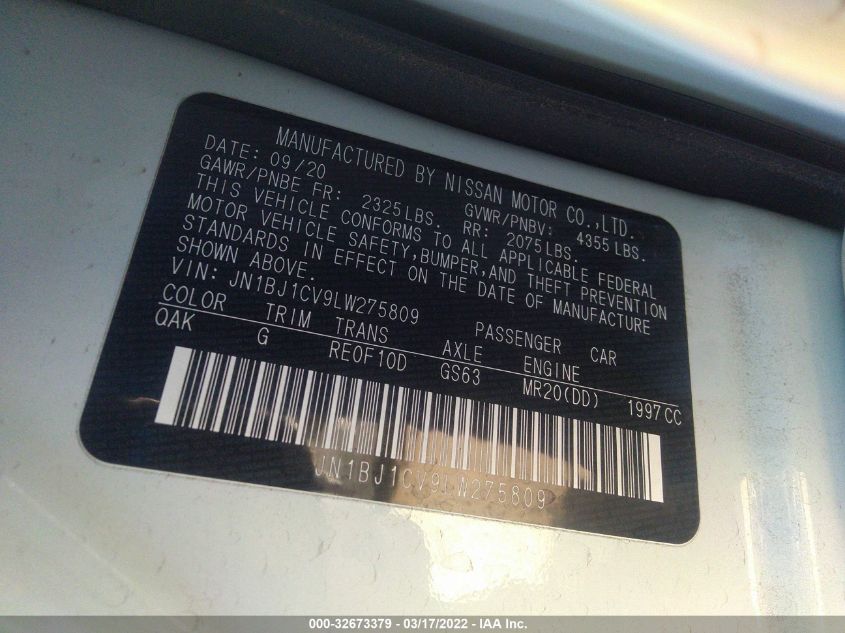 MANUFACTURED BY NISSAN MOTOR CO.,LTD.
DATE: 09/20 GVWR/PNBV: 4355 LBS.
GAWR/PNBE FR: 2325LBS. RR: 2075LBS.
THIS VEHICLE CONFORMS TO ALL APPLICABLE FEDERAL
MOTOR VEHICLE SAFETY,BUMPER,AND THEFT PREVENTION
STANDARDS IN EFFECT ON THE DATE OF MANUFACTURE
SHOWN ABOVE.
VIN: JN1BJ1CV9LW275809 PASSENGER CAR
COLOR TRIM TRANS AXLE ENGINE
QAK G RE0F10D GS63 MR20(DD) 1997CC
JN1BJ1CV9LW275809
000-32673379 - 03/17/2022 - IAA Inc.